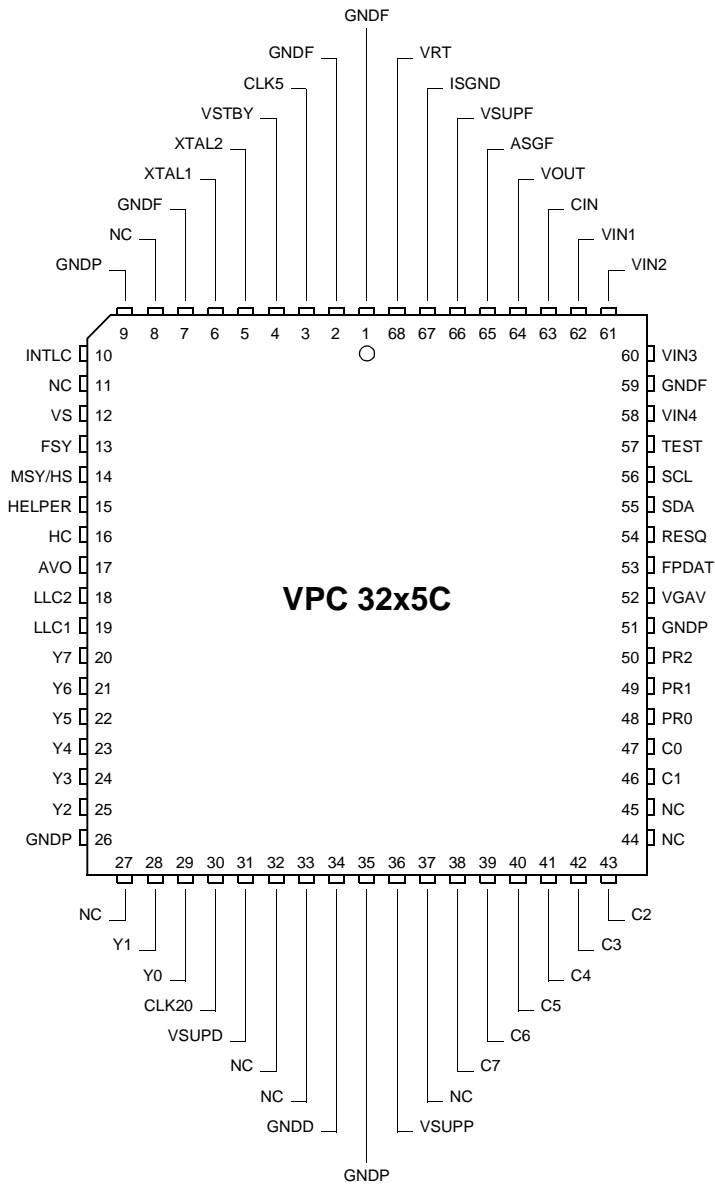 GNDF
GNDF VRT
CLK5 ISGND
VSTBY VSUPF
XTAL2 ASGF
XTAL1 VOUT
GNDF CIN
NC VIN1
GNDP VIN2
9 8 7 6 5 4 3 2 1 68 67 66 65 64 63 62 61
INTLC 10 60 VIN3
NC 11 59 GNDF
VS 12 58 VIN4
FSY 13 57 TEST
MSY/HS 14 56 SCL
HELPER 15 55 SDA
HC 16 54 RESQ
AVO 17 53 FPDAT
VPC 32x5C
LLC2 18 52 VGAV
LLC1 19 51 GNDP
Y7 20 50 PR2
Y6 21 49 PR1
Y5 22 48 PR0
Y4 23 47 C0
Y3 24 46 C1
Y2 25 45 NC
GNDP 26 44 NC
27 28 29 30 31 32 33 34 35 36 37 38 39 40 41 42 43
NC C2
Y1 C3
Y0 C4
CLK20 C5
VSUPD C6
NC C7
NC NC
GNDD VSUPP
GNDP